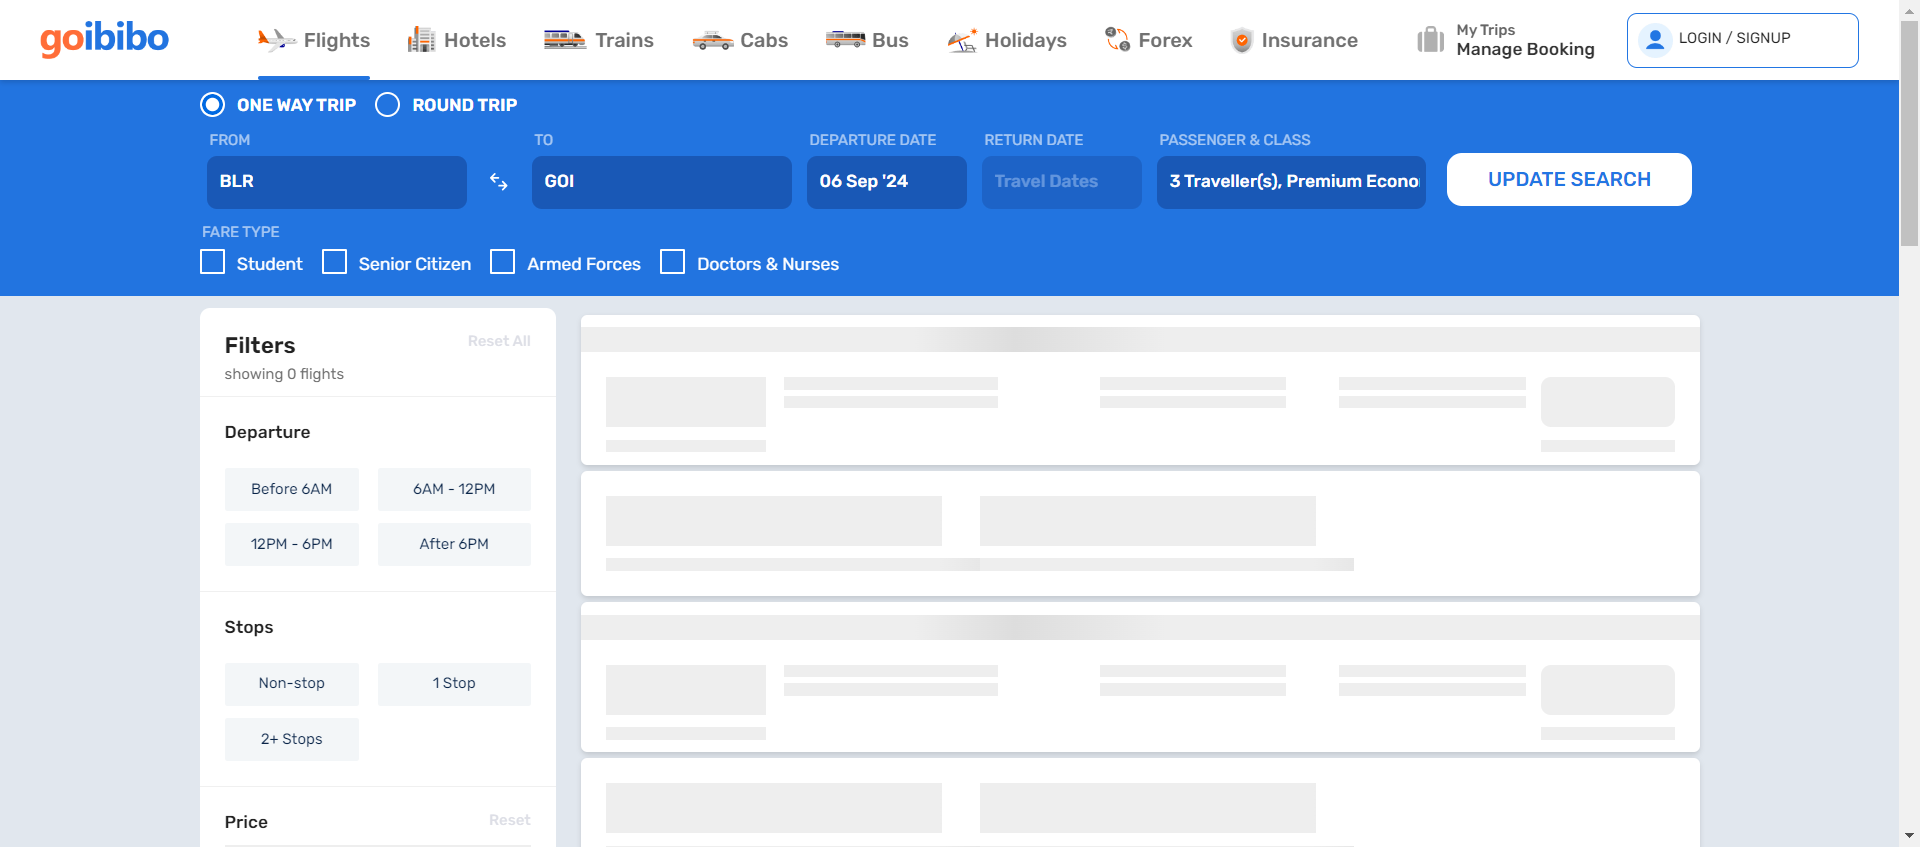 goibibo
Flights
Hotels
Trains
Cabs
Bus
Holidays
Forex
Insurance
My Trips
Manage Booking
LOGIN / SIGNUP
ONE WAY TRIP
ROUND TRIP
FROM
TO
DEPARTURE DATE
RETURN DATE
PASSENGER & CLASS
BLR
GOI
06 Sep '24
Travel Dates
3 Traveller(s), Premium Econo
UPDATE SEARCH
FARE TYPE
Student
Senior Citizen
Armed Forces
Doctors & Nurses
Filters
Reset All
showing 0 flights
Departure
Before 6AM
6AM - 12PM
12PM - 6PM
After 6PM
Stops
Non-stop
1 Stop
2+ Stops
Price
Reset